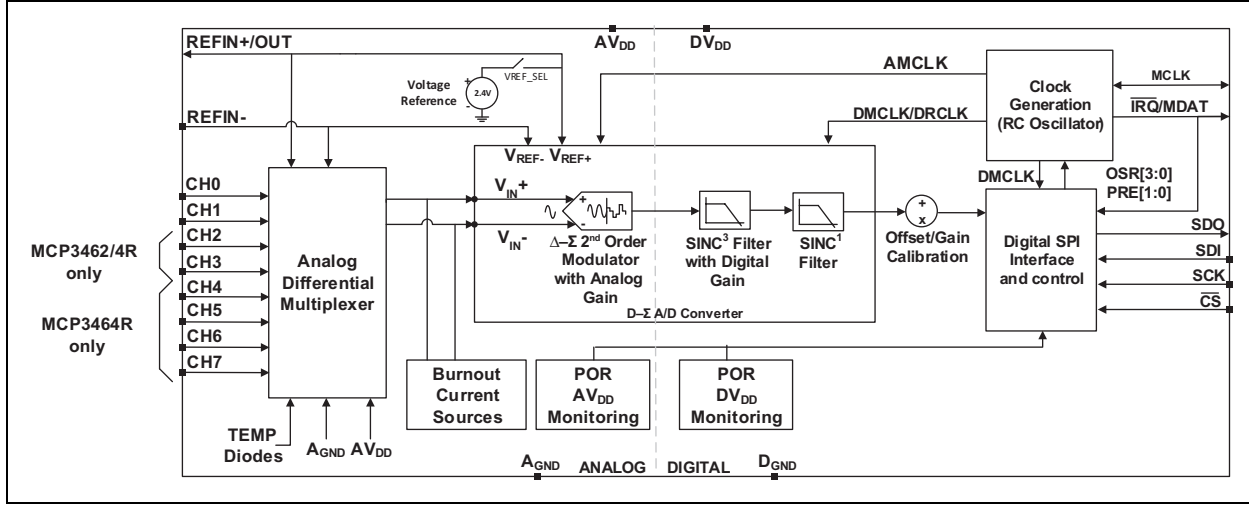 REFIN+/OUT
AVDD
DVDD
VREF_SEL
Voltage
Reference
+
2.4V
-
AMCLK
Clock
Generation
(RC Oscillator)
MCLK
IRQ/MDAT
REFIN-
DMCLK/DRCLK
VREF- VREF+
DMCLK
OSR[3:0]
PRE[1:0]
CH0
CH1
CH2
CH3
CH4
CH5
CH6
CH7
MCP3462/4R
only
MCP3464R
only
Analog
Differential
Multiplexer
VIN+
VIN-
+
-
Δ–Σ 2nd Order
Modulator
with Analog
Gain
SINC3 Filter
with Digital
Gain
SINC1
Filter
D–Σ A/D Converter
+
x
Offset/Gain
Calibration
Digital SPI
Interface
and control
SDO
SDI
SCK
CS
Burnout
Current
Sources
POR
AVDD
Monitoring
POR
DVDD
Monitoring
TEMP
Diodes
AGND
AVDD
AGND
ANALOG
DIGITAL
DGND